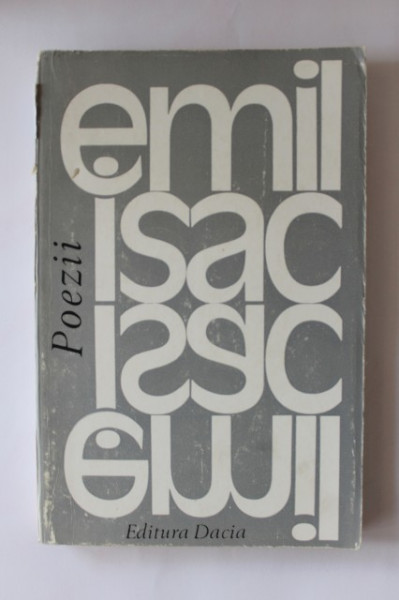 emil
isac
isac
emil
Poezii
Editura Dacia